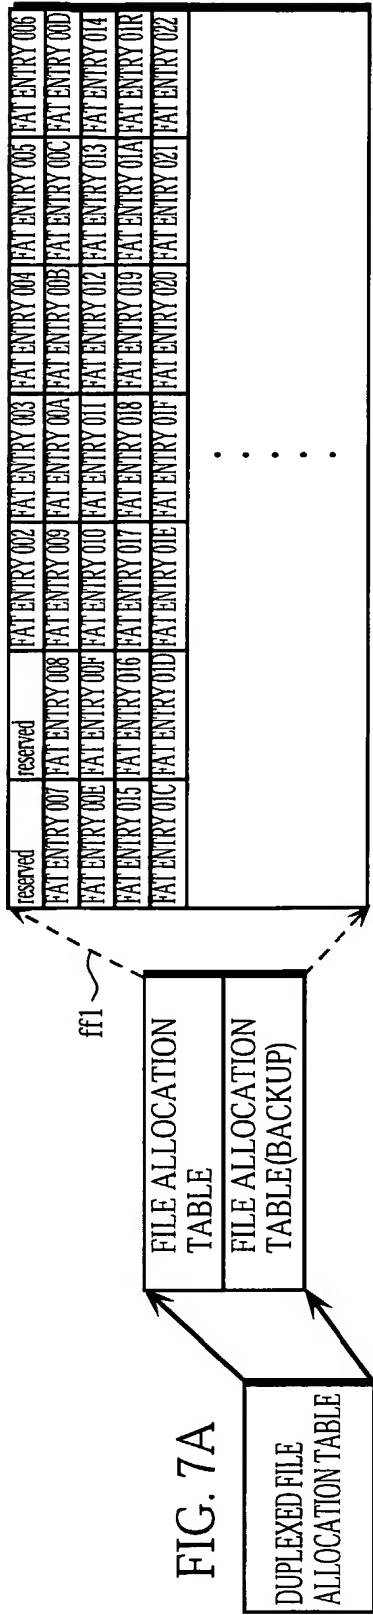 FIG. 7A
DUPLEXED FILE
ALLOCATION TABLE
FILE ALLOCATION
TABLE
FILE ALLOCATION
TABLE(BACKUP)
ff1
reserved reserved FAT ENTRY 002 FAT ENTRY 003 FAT ENTRY 004 FAT ENTRY 005 FAT ENTRY 006
FAT ENTRY 007 FAT ENTRY 008 FAT ENTRY 009 FAT ENTRY 00A FAT ENTRY 00B FAT ENTRY 00C FAT ENTRY 00D
FAT ENTRY 00E FAT ENTRY 00F FAT ENTRY 010 FAT ENTRY 011 FAT ENTRY 012 FAT ENTRY 013 FAT ENTRY 014
FAT ENTRY 015 FAT ENTRY 016 FAT ENTRY 017 FAT ENTRY 018 FAT ENTRY 019 FAT ENTRY 01A FAT ENTRY 01R
FAT ENTRY 01C FAT ENTRY 01D FAT ENTRY 01E FAT ENTRY 01F FAT ENTRY 020 FAT ENTRY 021 FAT ENTRY 022